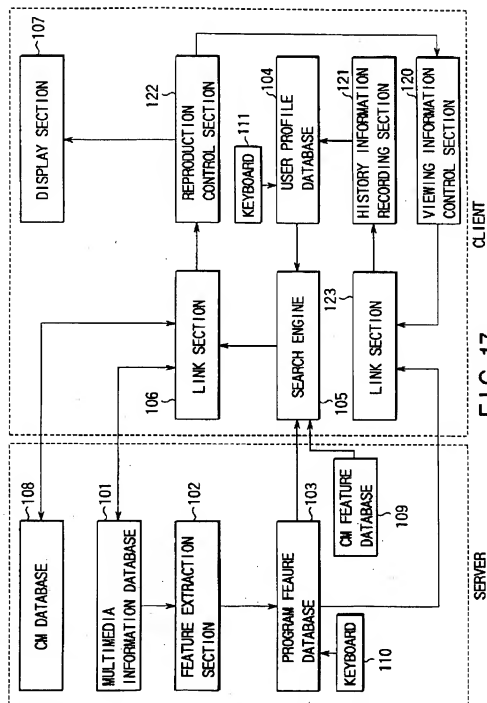 CM DATABASE
108
MULTIMEDIA
INFORMATION DATABASE
101
FEATURE EXTRACTION
SECTION
102
PROGRAM FEAURE
DATABASE
103
KEYBOARD
110
CM FEATURE
DATABASE
109
SERVER
LINK SECTION
106
SEARCH ENGINE
105
LINK SECTION
123
DISPLAY SECTION
107
REPRODUCTION
CONTROL SECTION
122
KEYBOARD
111
USER PROFILE
DATABASE
104
HISTORY INFORMATION
RECORDING SECTION
121
VIEWING INFORMATION
CONTROL SECTION
120
CLIENT
FIG. 17